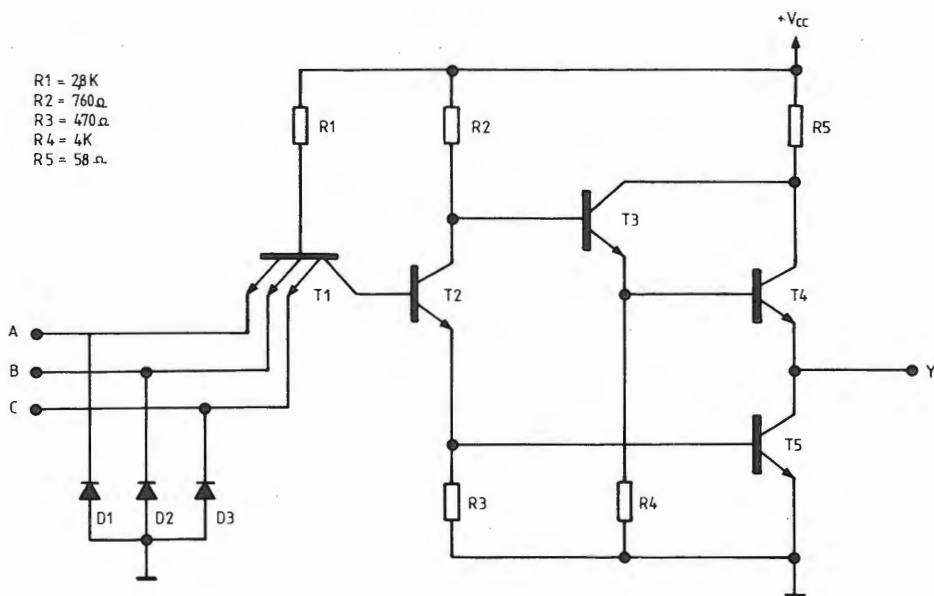 +VCC
R1 = 2,8K
R2 = 760Ω
R3 = 470Ω
R4 = 4K
R5 = 58Ω
R1
R2
R5
T3
T1
T2
T4
A
B
C
Y
T5
D1
D2
D3
R3
R4